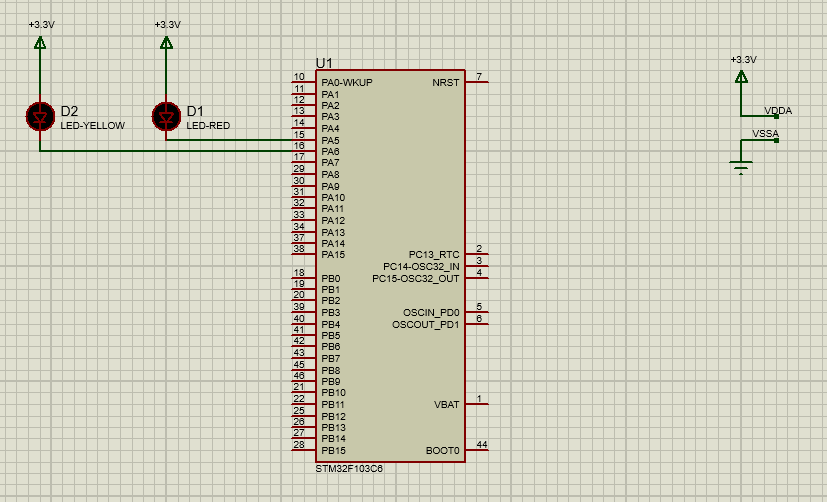 +3.3V
+3.3V
+3.3V
D2
LED-YELLOW
D1
LED-RED
VDDA
VSSA
U1
10 PA0-WKUP
11 PA1
12 PA2
13 PA3
14 PA4
15 PA5
16 PA6
17 PA7
29 PA8
30 PA9
31 PA10
32 PA11
33 PA12
34 PA13
37 PA14
38 PA15
18 PB0
19 PB1
20 PB2
39 PB3
40 PB4
41 PB5
42 PB6
43 PB7
45 PB8
46 PB9
21 PB10
22 PB11
25 PB12
26 PB13
27 PB14
28 PB15
NRST 7
PC13_RTC 2
PC14-OSC32_IN 3
PC15-OSC32_OUT 4
OSCIN_PD0 5
OSCOUT_PD1 6
VBAT 1
BOOT0 44
STM32F103C6